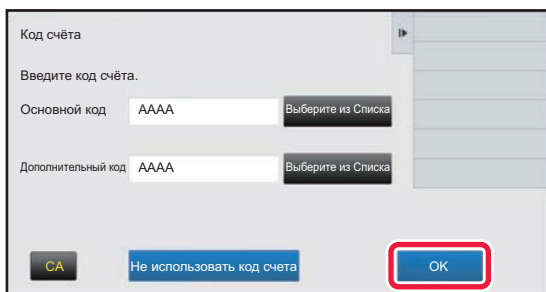 Код счёта
Введите код счёта.
Основной код AAAA Выберите из Списка
Дополнительный код AAAA Выберите из Списка
CA Не использовать код счета OK